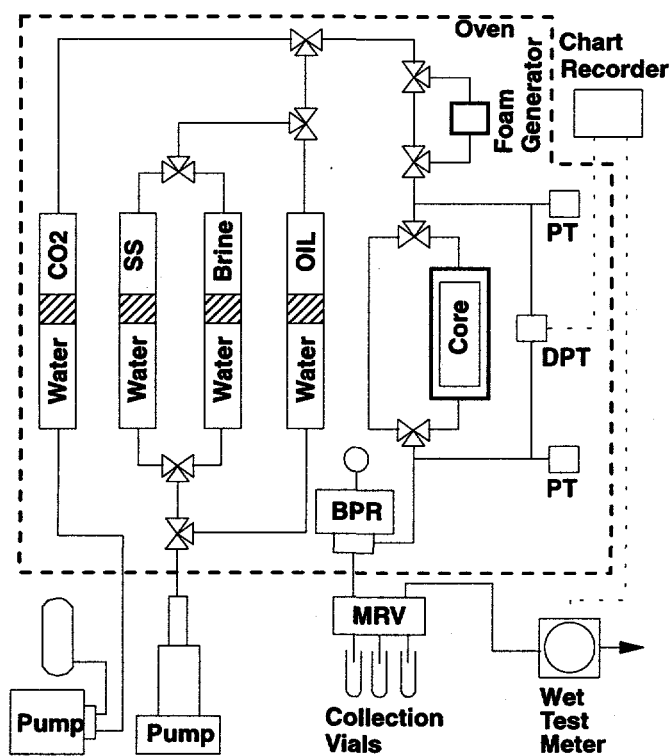 Oven
Chart
Recorder
Foam
Generator
CO2
SS
Brine
OIL
PT
Water
Water
Water
Water
Core
DPT
PT
BPR
MRV
Pump
Pump
Collection
Vials
Wet
Test
Meter